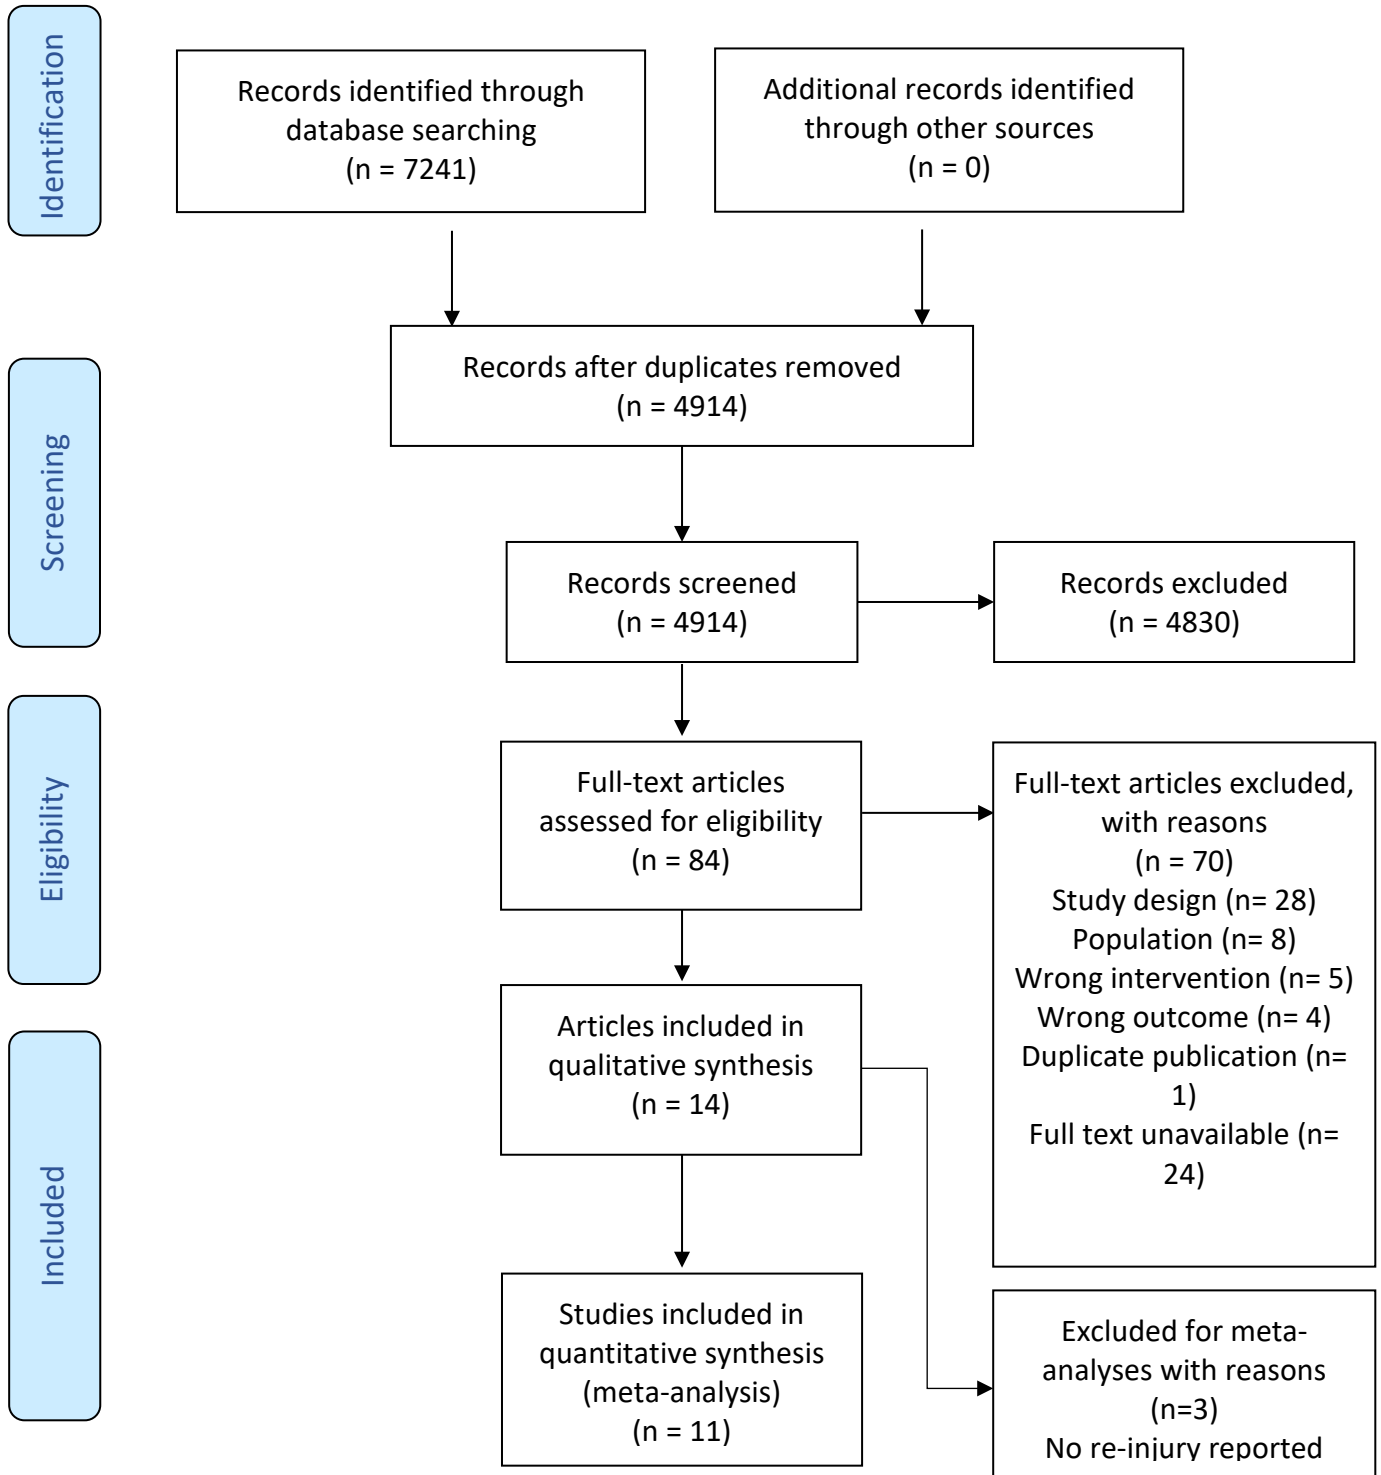 Identification
Records identified through
database searching
(n = 7241)
Additional records identified
through other sources
(n = 0)
Records after duplicates removed
(n = 4914)
Screening
Records screened
(n = 4914)
Records excluded
(n = 4830)
Eligibility
Full-text articles
assessed for eligibility
(n = 84)
Full-text articles excluded,
with reasons
(n = 70)
Study design (n= 28)
Population (n= 8)
Wrong intervention (n= 5)
Wrong outcome (n= 4)
Duplicate publication (n=
1)
Full text unavailable (n=
24)
Included
Articles included in
qualitative synthesis
(n = 14)
Studies included in
quantitative synthesis
(meta-analysis)
(n = 11)
Excluded for meta-
analyses with reasons
(n=3)
No re-injury reported